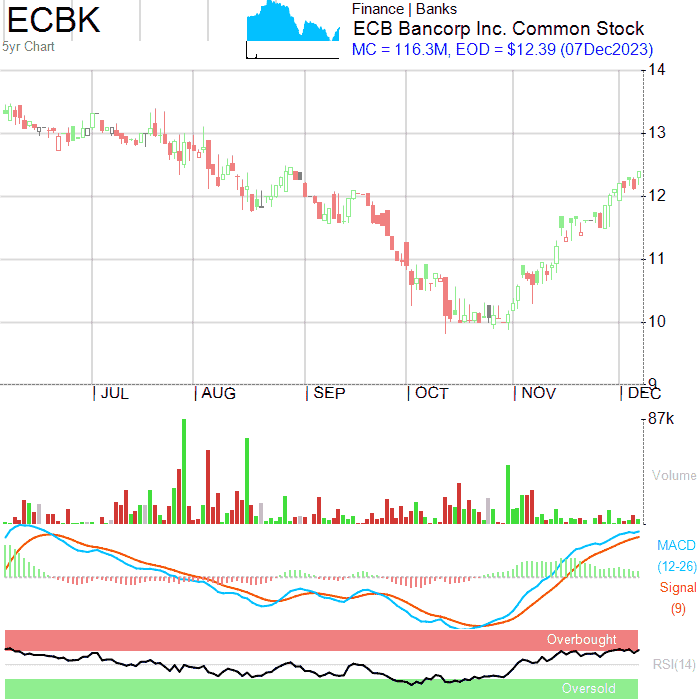 ECBK
5yr Chart
Finance | Banks
ECB Bancorp Inc. Common Stock
MC = 116.3M, EOD = $12.39 (07Dec2023)
14
13
12
11
10
9
JUL AUG SEP OCT NOV DEC
87k
Volume
MACD
(12-26)
Signal
(9)
Overbought
RSI(14)
Oversold